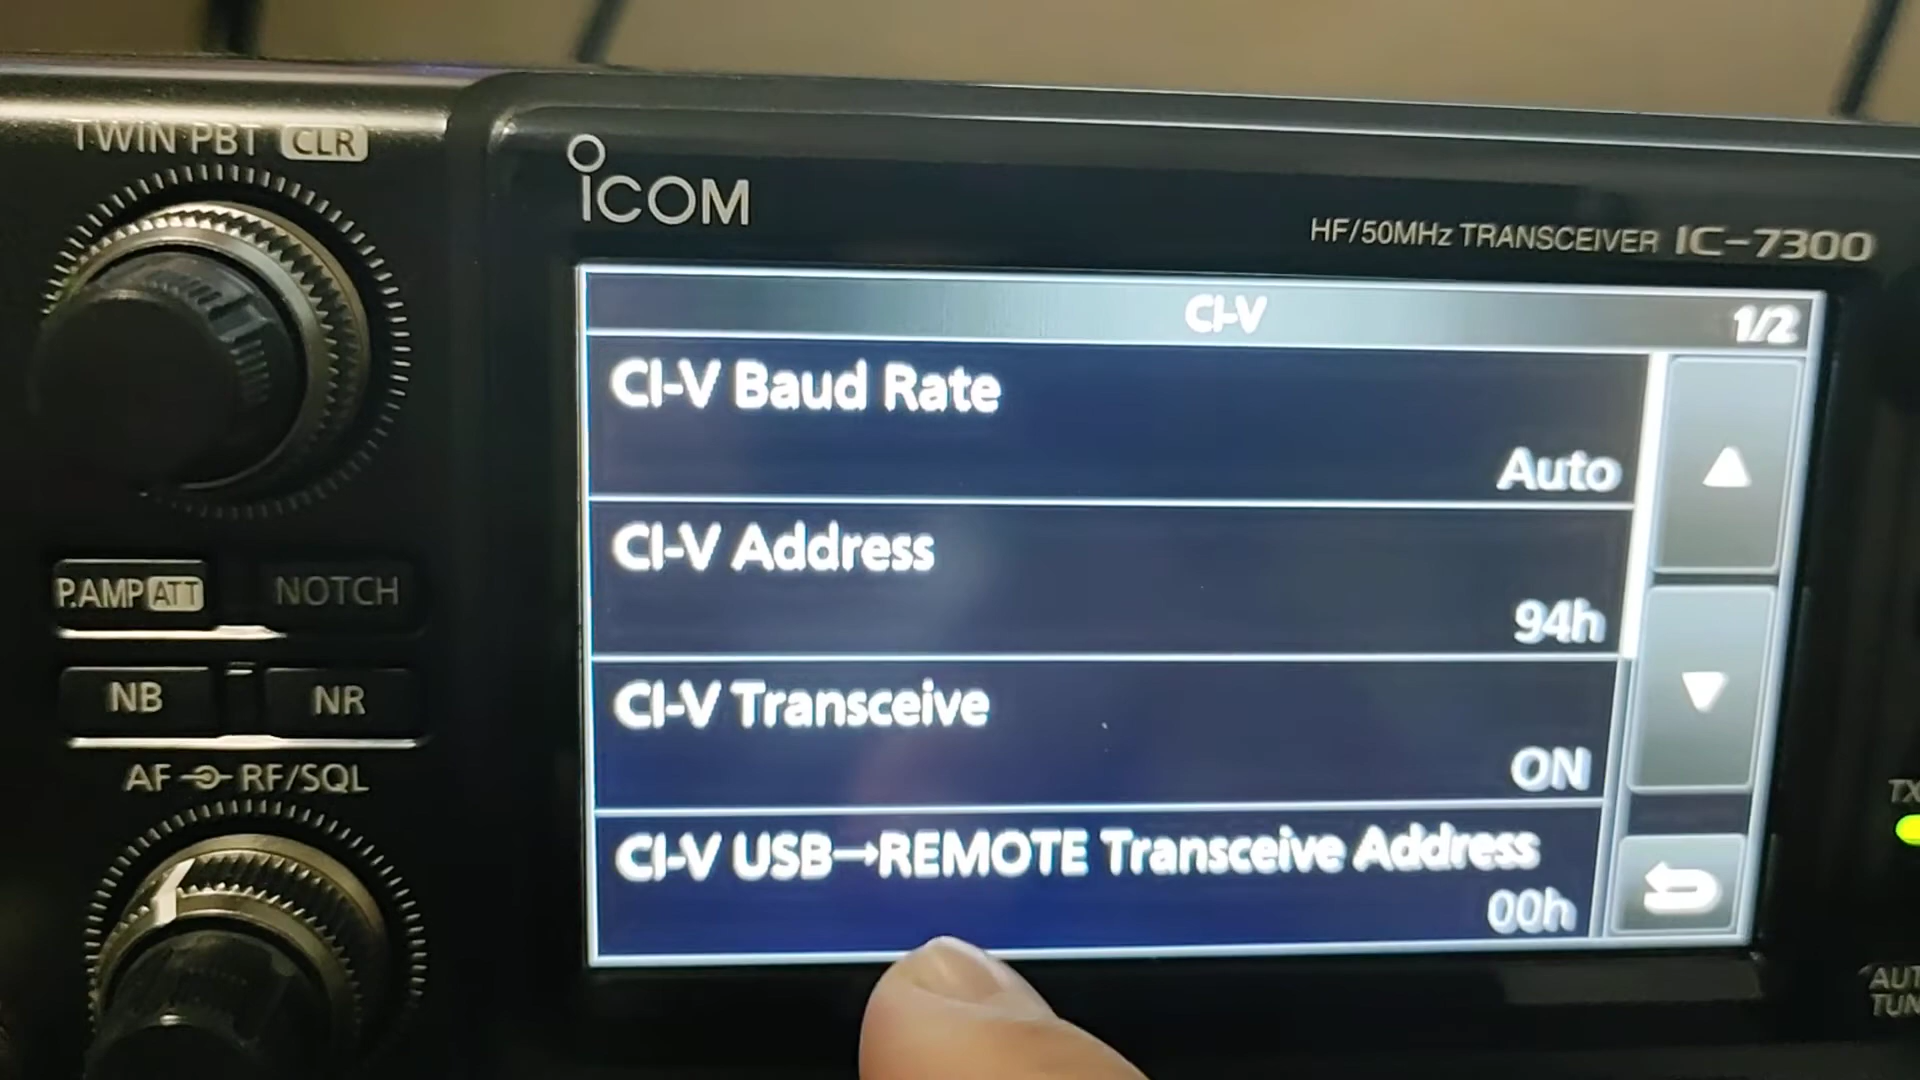 TWIN PBT CLR
ICOM
HF/50MHz TRANSCEIVER IC-7300
CI-V 1/2
CI-V Baud Rate
Auto
CI-V Address
94h
CI-V Transceive
ON
CI-V USB→REMOTE Transceive Address
00h
P.AMP ATT NOTCH
NB NR
AF RF/SQL
TX